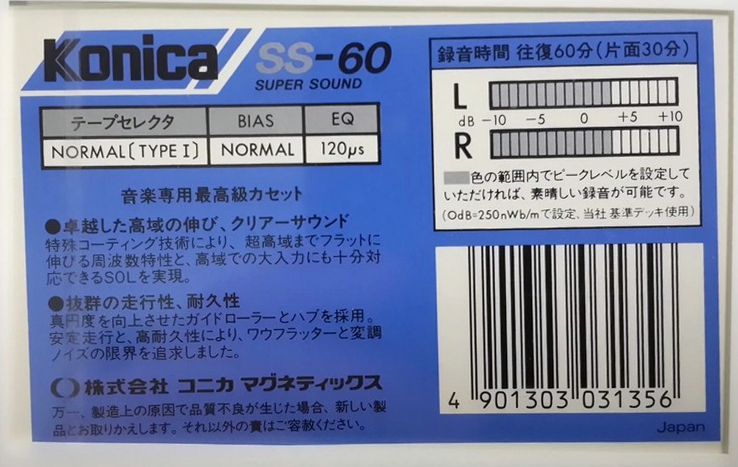 Konica SS-60
SUPER SOUND
テープセレクタ BIAS EQ
NORMAL(TYPE I) NORMAL 120μs
音楽専用最高級カセット
●卓越した高域の伸び、クリアーサウンド
特殊コーティング技術により、超高域までフラットに
伸びる周波数特性と、高域での大入力にも十分対
応できるSOLを実現。
●抜群の走行性、耐久性
真円度を向上させたガイドローラーとハブを採用。
安定走行と、高耐久性により、ワウフラッターと変調
ノイズの限界を追求しました。
株式会社 コニカ マグネティックス
万一、製造上の原因で品質不良が生じた場合、新しい製
品とお取りかえします。それ以外の責はご容赦ください。
録音時間 往復60分(片面30分)
L
dB -10 -5 0 +5 +10
R
色の範囲内でピークレベルを設定して
いただければ、素晴しい録音が可能です。
(OdB=250nWb/mで設定、当社基準デッキ使用)
4 901303 031356
Japan